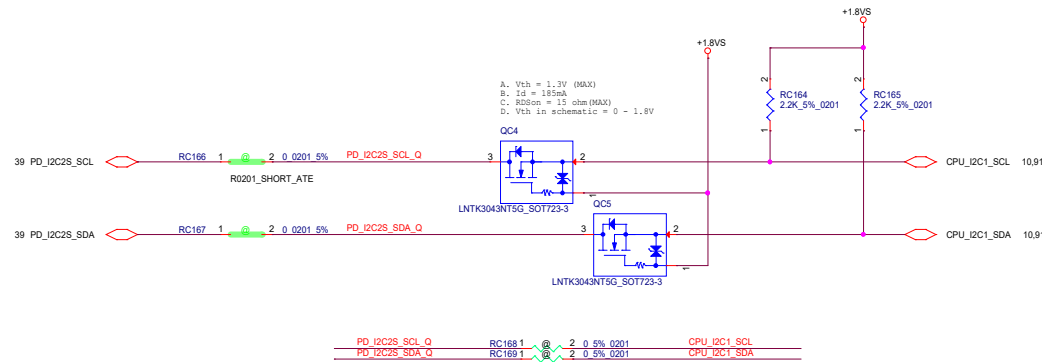 +1.8VS
+1.8VS
A. Vth = 1.3V (MAX)
B. Id = 185mA
C. RDSon = 15 ohm(MAX)
D. Vth in schematic = 0 - 1.8V
2
2
RC164
2.2K_5%_0201
RC165
2.2K_5%_0201
1
1
QC4
39 PD_I2C2S_SCL
RC166
1
@
2
0_0201_5%
PD_I2C2S_SCL_Q
3
2
CPU_I2C1_SCL
10,91
R0201_SHORT_ATE
1
LNTK3043NT5G_SOT723-3
QC5
39 PD_I2C2S_SDA
RC167
1
@
2
0_0201_5%
PD_I2C2S_SDA_Q
3
2
CPU_I2C1_SDA
10,91
1
LNTK3043NT5G_SOT723-3
PD_I2C2S_SCL_Q RC168 1 @ 2 0_5%_0201 CPU_I2C1_SCL
PD_I2C2S_SDA_Q RC169 1 @ 2 0_5%_0201 CPU_I2C1_SDA